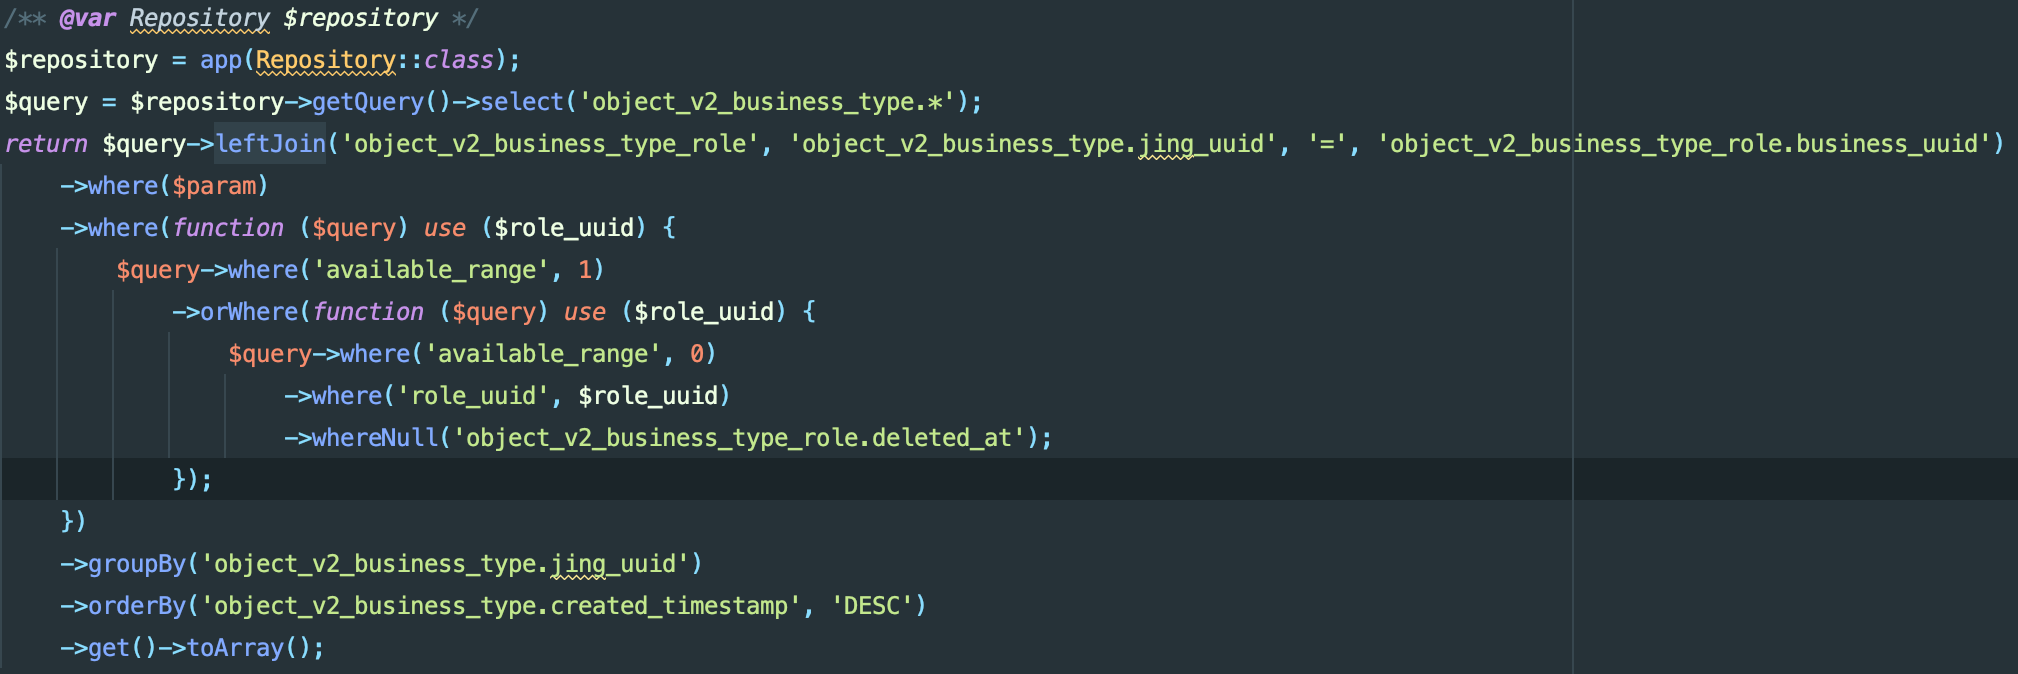 /** @var Repository $repository */
$repository = app(Repository::class);
$query = $repository->getQuery()->select('object_v2_business_type.*');
return $query->leftJoin('object_v2_business_type_role', 'object_v2_business_type.jing_uuid', '=', 'object_v2_business_type_role.business_uuid')
    ->where($param)
    ->where(function ($query) use ($role_uuid) {
        $query->where('available_range', 1)
            ->orWhere(function ($query) use ($role_uuid) {
                $query->where('available_range', 0)
                    ->where('role_uuid', $role_uuid)
                    ->whereNull('object_v2_business_type_role.deleted_at');
            });
    })
    ->groupBy('object_v2_business_type.jing_uuid')
    ->orderBy('object_v2_business_type.created_timestamp', 'DESC')
    ->get()->toArray();